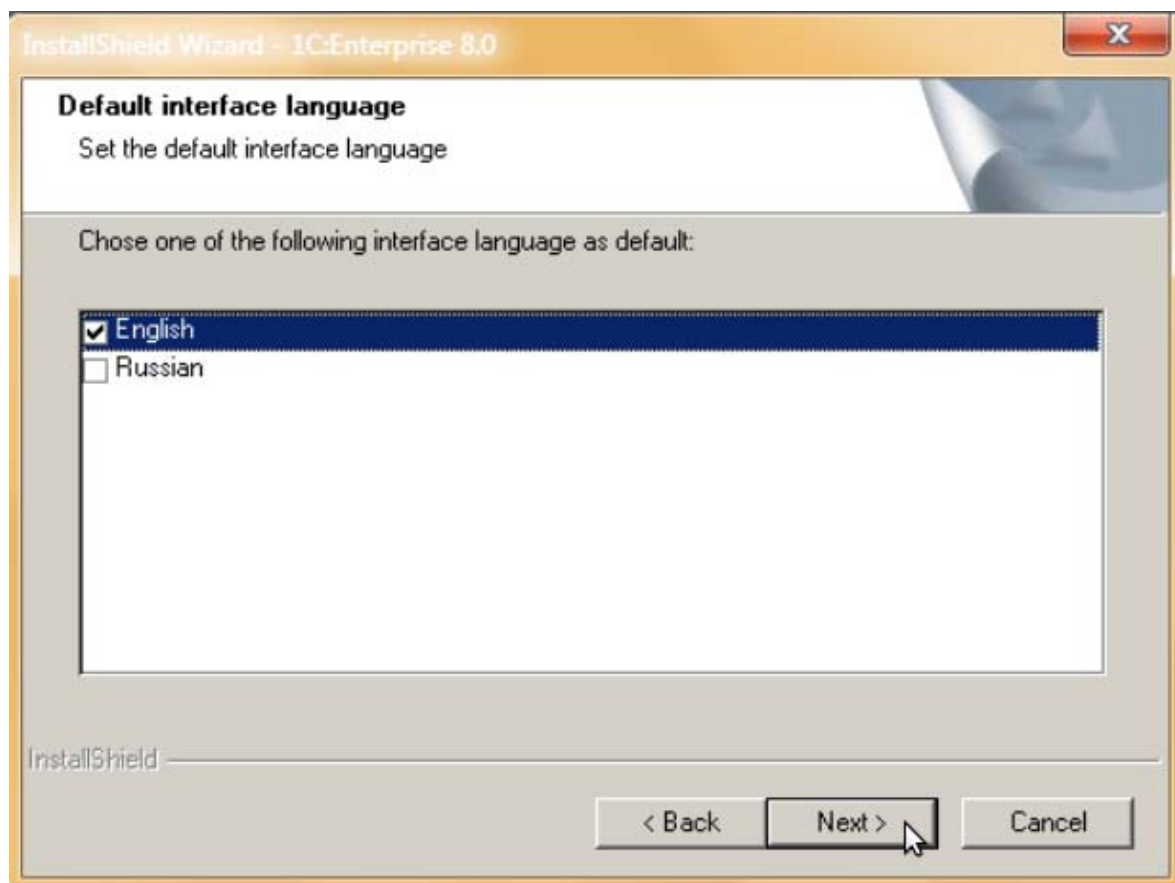 InstallShield Wizard - 1C:Enterprise 8.0
Default interface language
Set the default interface language
Chose one of the following interface language as default:
English
Russian
InstallShield
< Back
Next >
Cancel